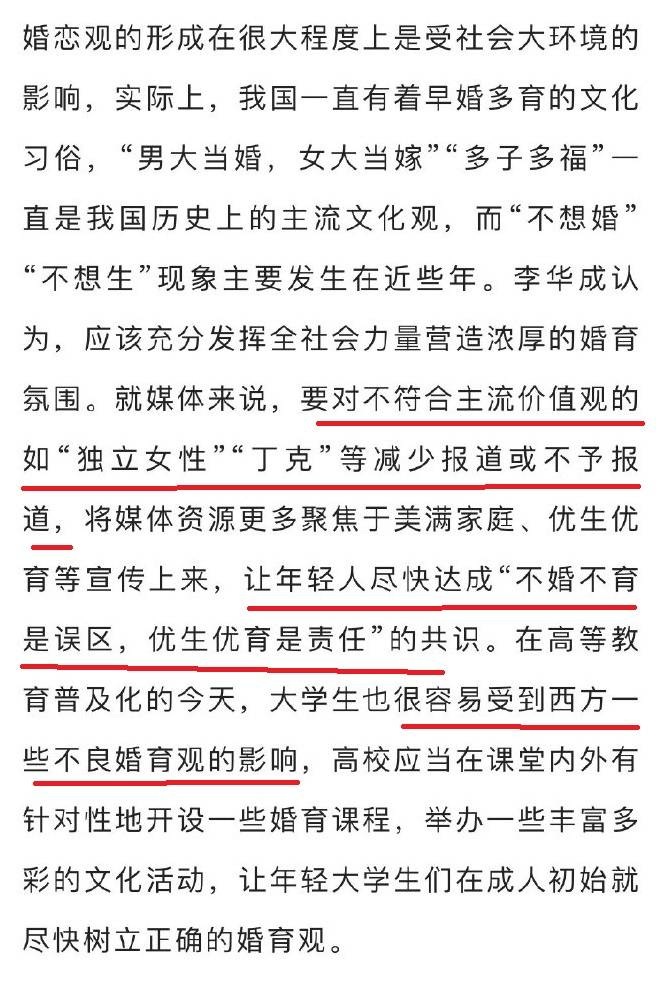 婚恋观的形成在很大程度上是受社会大环境的
影响，实际上，我国一直有着早婚多育的文化
习俗，“男大当婚，女大当嫁”“多子多福”一
直是我国历史上的主流文化观，而“不想婚”
“不想生”现象主要发生在近些年。李华成认
为，应该充分发挥全社会力量营造浓厚的婚育
氛围。就媒体来说，要对不符合主流价值观的
如“独立女性”“丁克”等减少报道或不予报
道，将媒体资源更多聚焦于美满家庭、优生优
育等宣传上来，让年轻人尽快达成“不婚不育
是误区，优生优育是责任”的共识。在高等教
育普及化的今天，大学生也很容易受到西方一
些不良婚育观的影响，高校应当在课堂内外有
针对性地开设一些婚育课程，举办一些丰富多
彩的文化活动，让年轻大学生们在成人初始就
尽快树立正确的婚育观。